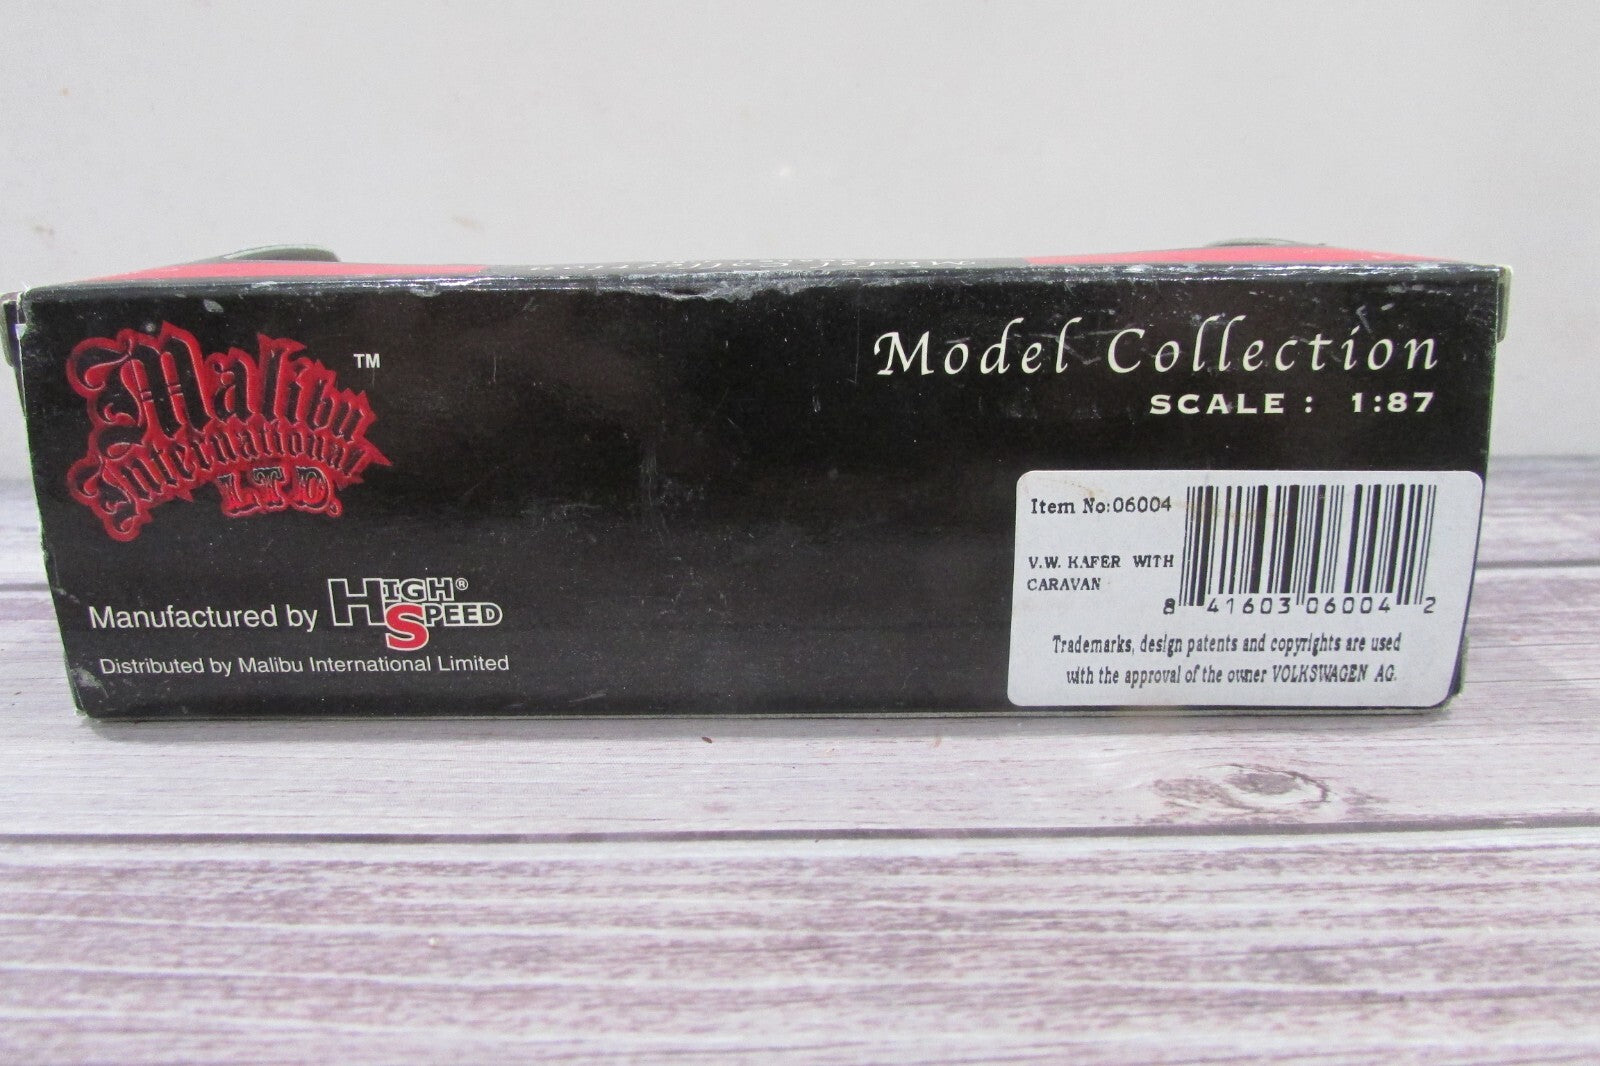 Malibu
International
LTD.
TM
Model Collection
SCALE : 1:87
Manufactured by HIGH SPEED®
Distributed by Malibu International Limited
Item No:06004
V.W. KAFER WITH
CARAVAN
8 41603 06004 2
Trademarks, design patents and copyrights are used
with the approval of the owner VOLKSWAGEN AG.